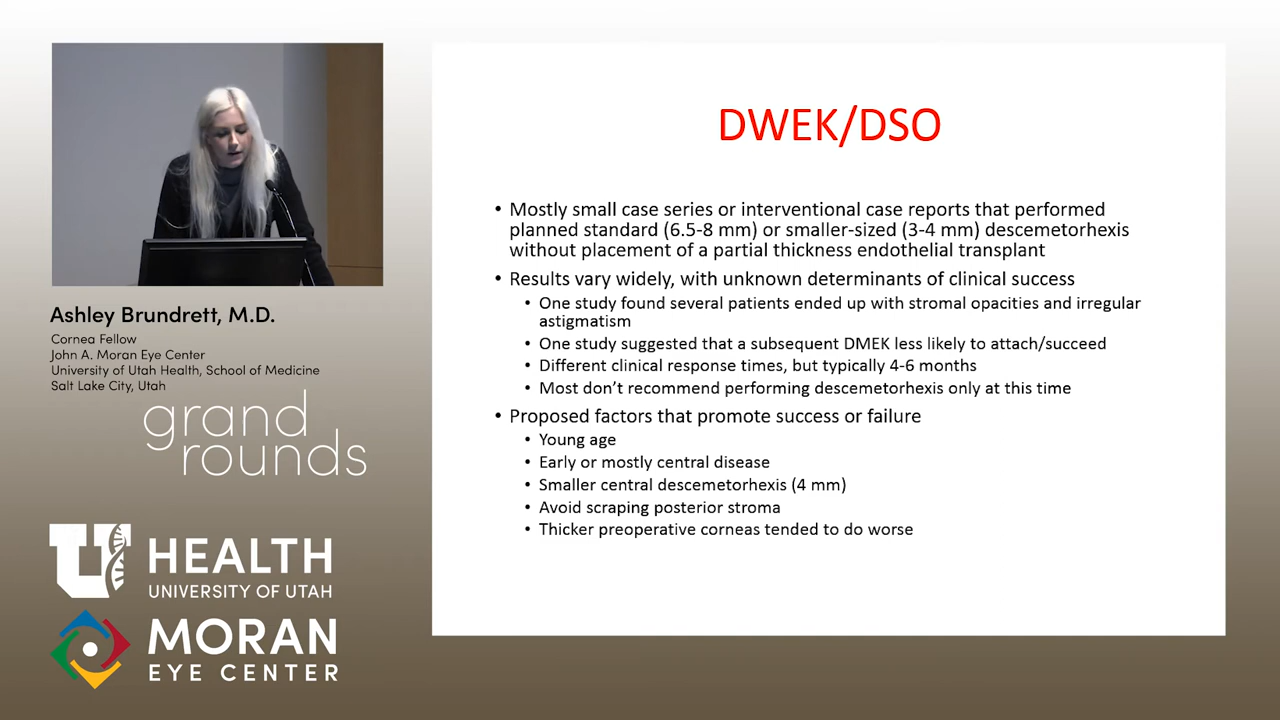 Ashley Brundrett, M.D.
Cornea Fellow
John A. Moran Eye Center
University of Utah Health, School of Medicine
Salt Lake City, Utah
grand
rounds
U HEALTH
UNIVERSITY OF UTAH
MORAN
EYE CENTER
DWEK/DSO
• Mostly small case series or interventional case reports that performed
planned standard (6.5-8 mm) or smaller-sized (3-4 mm) descemetorhexis
without placement of a partial thickness endothelial transplant
• Results vary widely, with unknown determinants of clinical success
• One study found several patients ended up with stromal opacities and irregular
astigmatism
• One study suggested that a subsequent DMEK less likely to attach/succeed
• Different clinical response times, but typically 4-6 months
• Most don't recommend performing descemetorhexis only at this time
• Proposed factors that promote success or failure
• Young age
• Early or mostly central disease
• Smaller central descemetorhexis (4 mm)
• Avoid scraping posterior stroma
• Thicker preoperative corneas tended to do worse